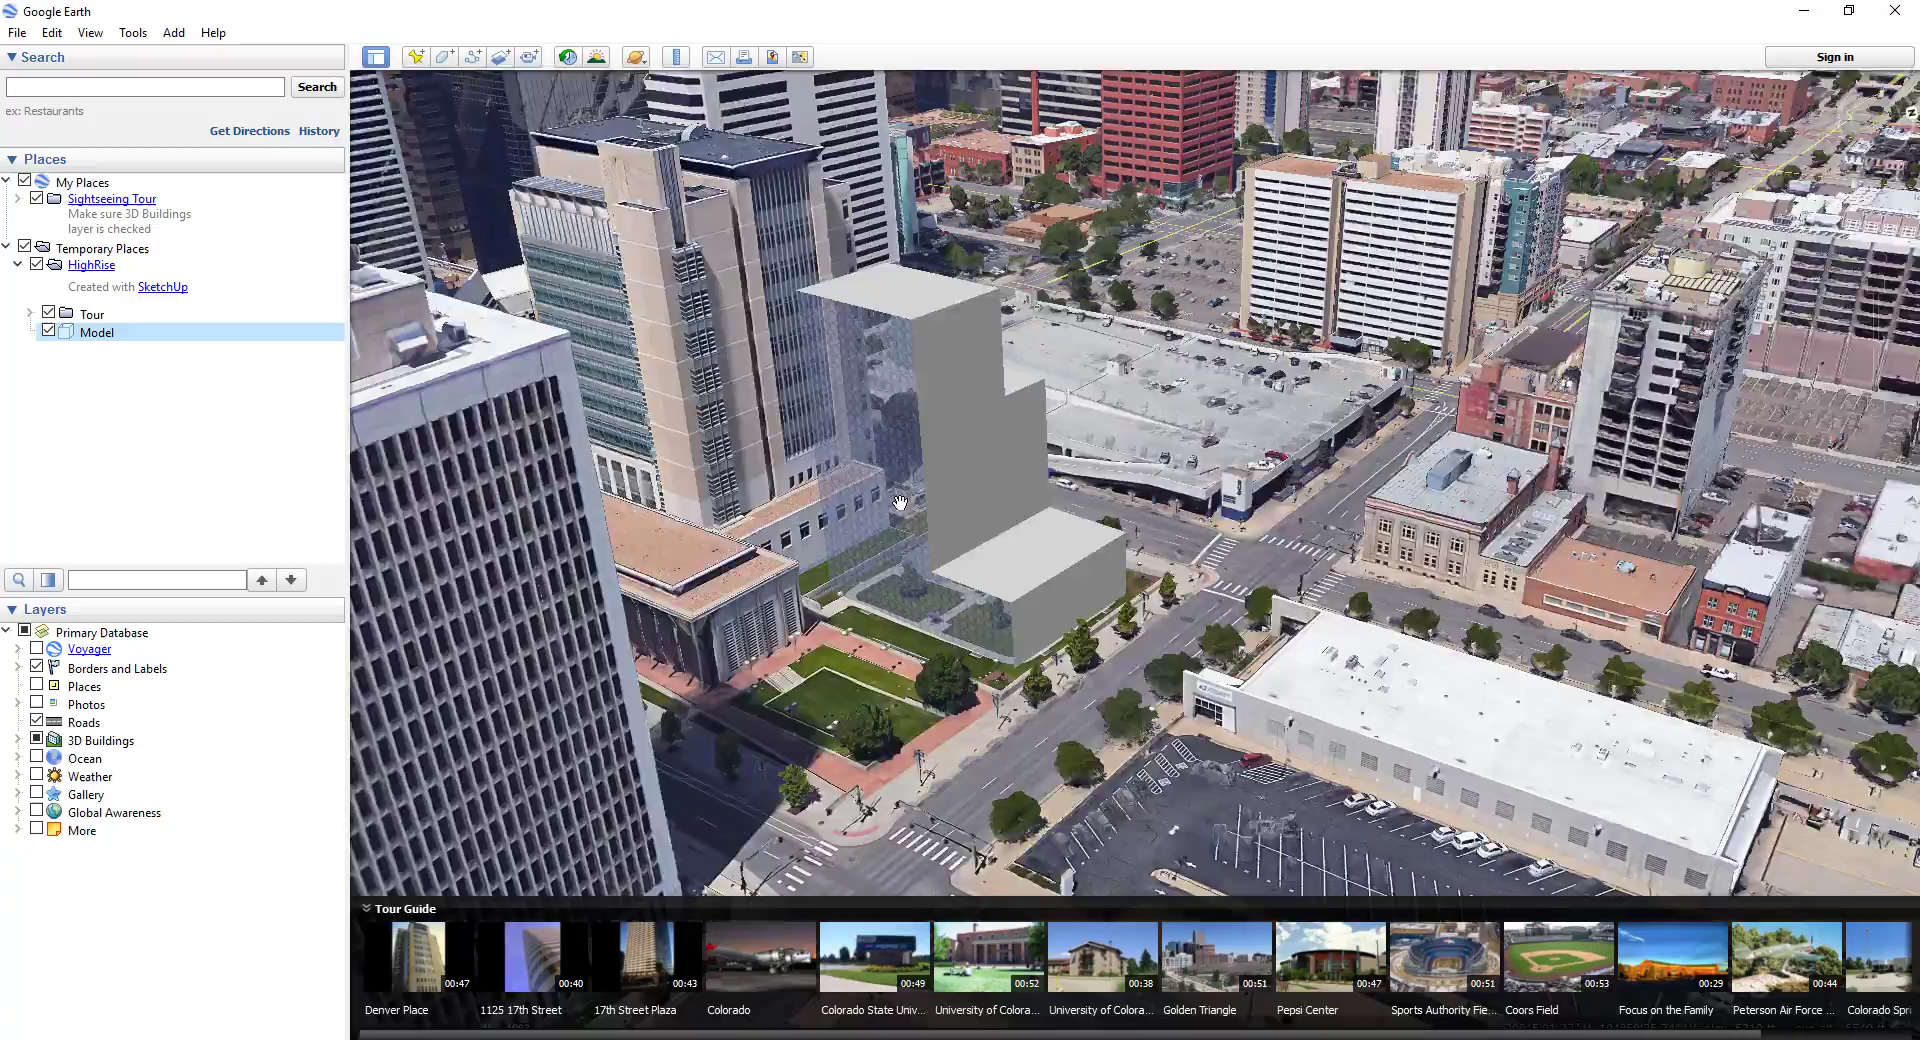 Google Earth
File Edit View Tools Add Help
Search
Sign in
Search
ex: Restaurants
Get Directions History
Places
My Places
Sightseeing Tour
Make sure 3D Buildings
layer is checked
Temporary Places
HighRise
Created with SketchUp
Tour
Model
Layers
Primary Database
Voyager
Borders and Labels
Places
Photos
Roads
3D Buildings
Ocean
Weather
Gallery
Global Awareness
More
Tour Guide
00:47 00:40 00:43 00:49 00:52 00:38 00:51 00:47 00:51 00:53 00:29 00:44
Denver Place 1125 17th Street 17th Street Plaza Colorado Colorado State Univ... University of Colora... University of Colora... Golden Triangle Pepsi Center Sports Authority Fie... Coors Field Focus on the Family Peterson Air Force ... Colorado Spri